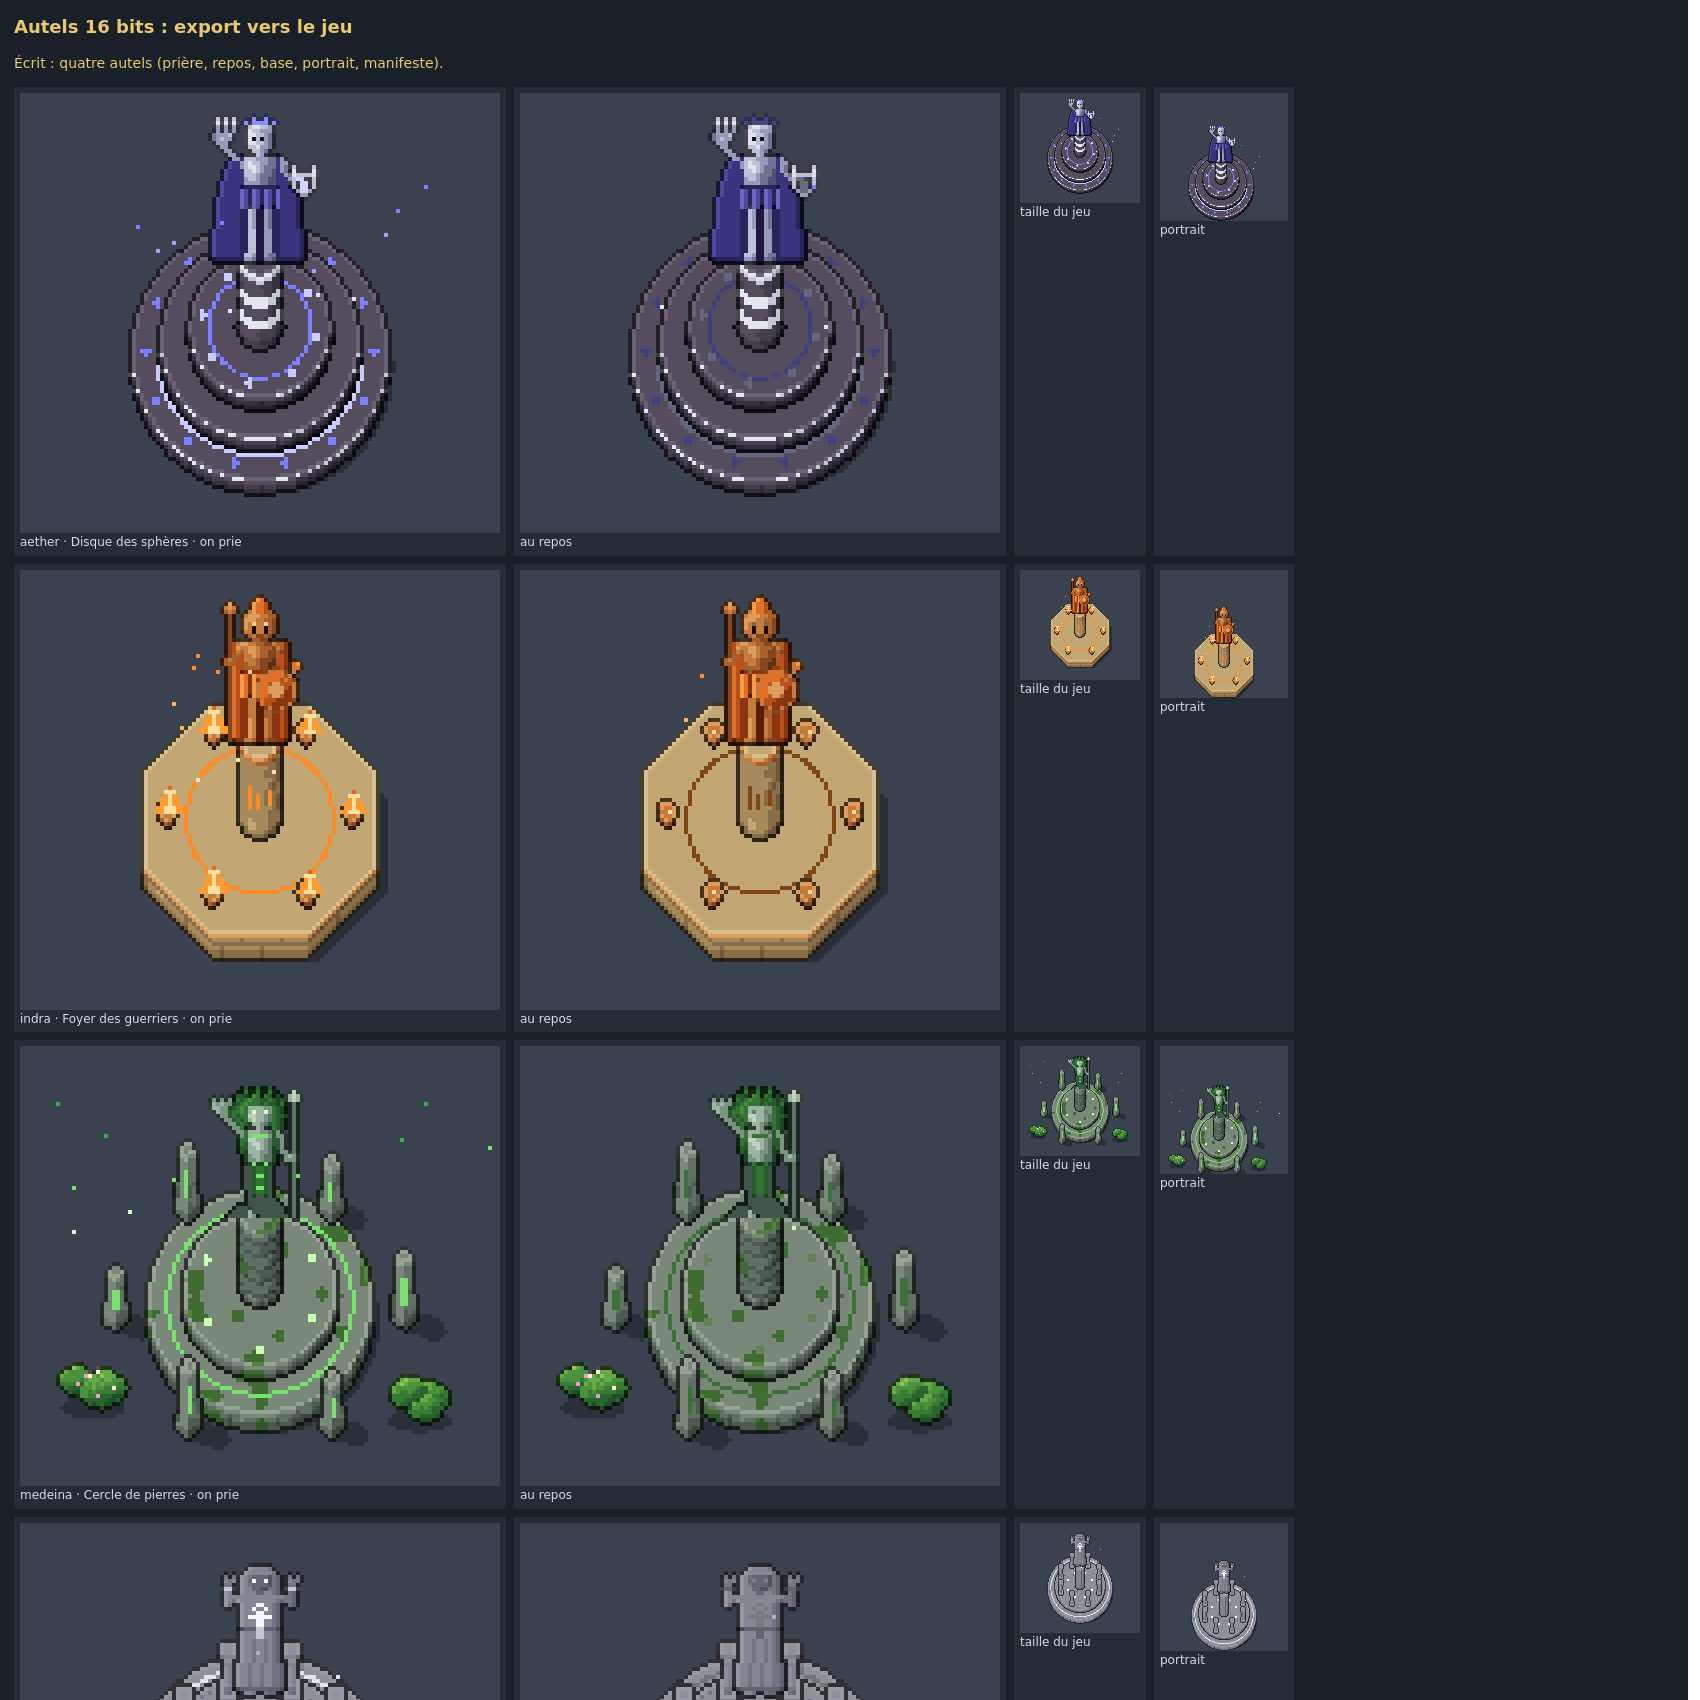 Autels 16 bits : export vers le jeu
Écrit : quatre autels (prière, repos, base, portrait, manifeste).
taille du jeu
portrait
aether · Disque des sphères · on prie
au repos
taille du jeu
portrait
indra · Foyer des guerriers · on prie
au repos
taille du jeu
portrait
medeina · Cercle de pierres · on prie
au repos
taille du jeu
portrait